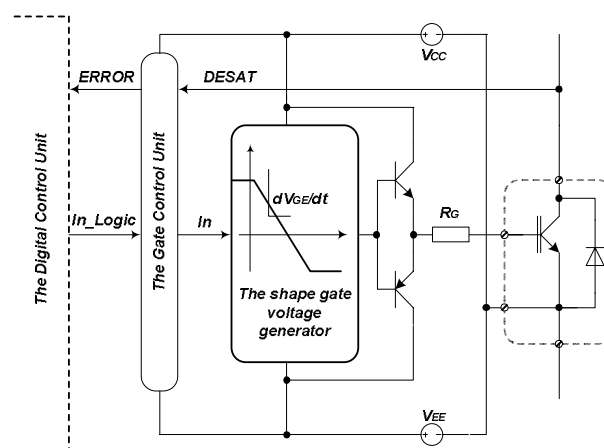 VCC
ERROR
DESAT
The Digital Control Unit
The Gate Control Unit
dVGE/dt
In_Logic
In
RG
The shape gate
voltage
generator
VEE